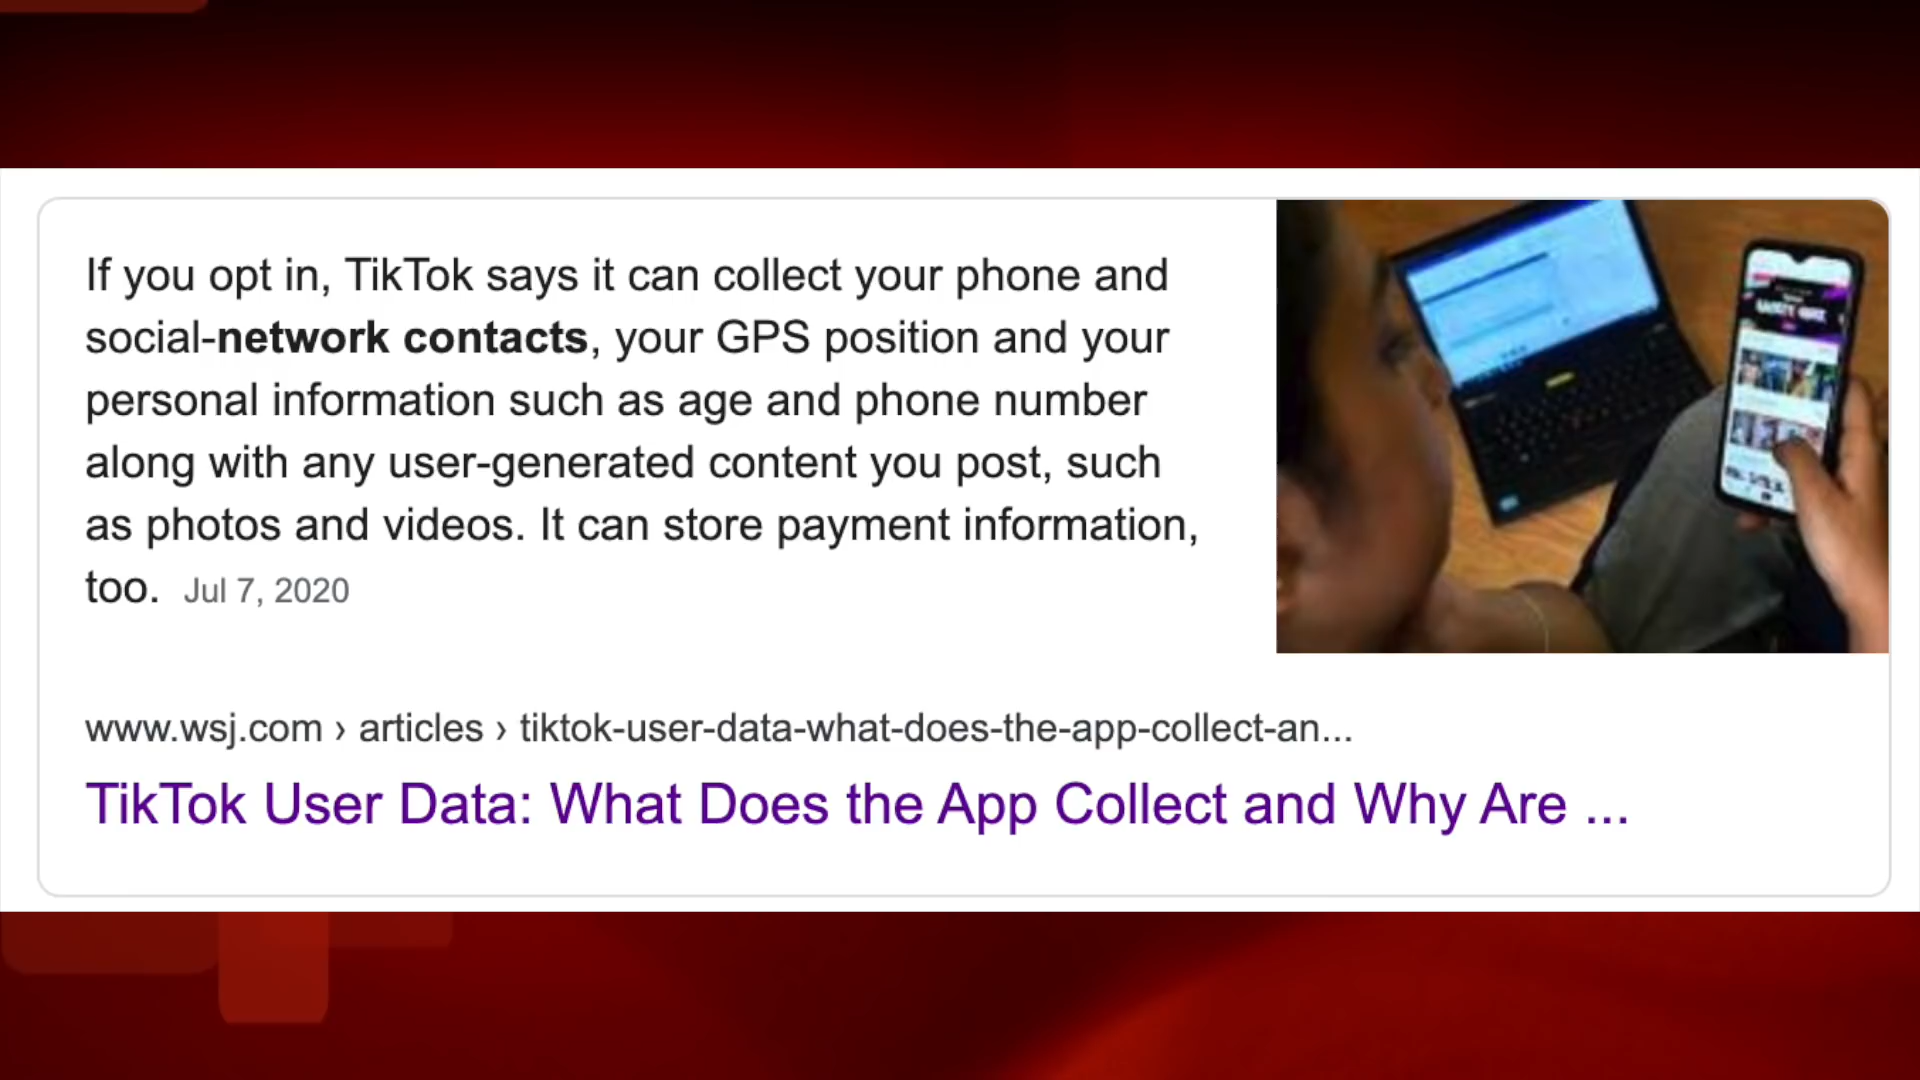 If you opt in, TikTok says it can collect your phone and
social-network contacts, your GPS position and your
personal information such as age and phone number
along with any user-generated content you post, such
as photos and videos. It can store payment information,
too. Jul 7, 2020
www.wsj.com › articles › tiktok-user-data-what-does-the-app-collect-an...
TikTok User Data: What Does the App Collect and Why Are ...